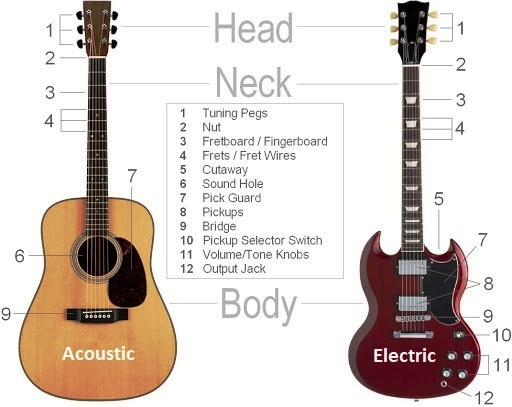 Head
Neck
Body
1 Tuning Pegs
2 Nut
3 Fretboard / Fingerboard
4 Frets / Fret Wires
5 Cutaway
6 Sound Hole
7 Pick Guard
8 Pickups
9 Bridge
10 Pickup Selector Switch
11 Volume/Tone Knobs
12 Output Jack
1
2
3
4
7
6
9
Acoustic
1
2
3
4
5
7
8
9
10
11
12
Electric